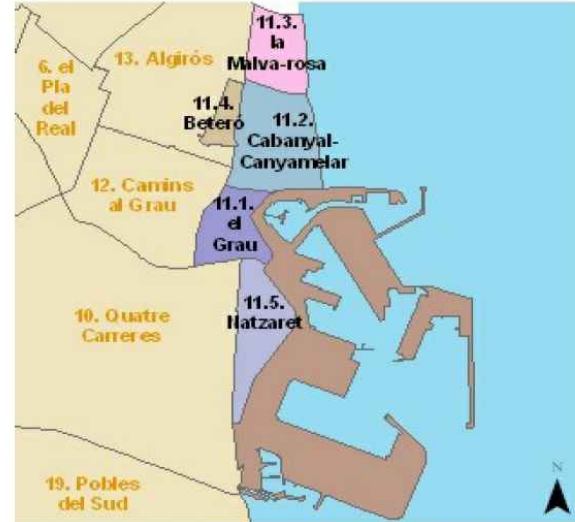 11.3.
la
Malva-rosa
13. Algirós
6. el
Pla
del
Real
11.4.
Beteró
11.2.
Cabanyal-
Canyamelar
12. Camins
al Grau
11.1.
el
Grau
11.5.
Natzaret
10. Quatre
Carreres
19. Pobles
del Sud
N